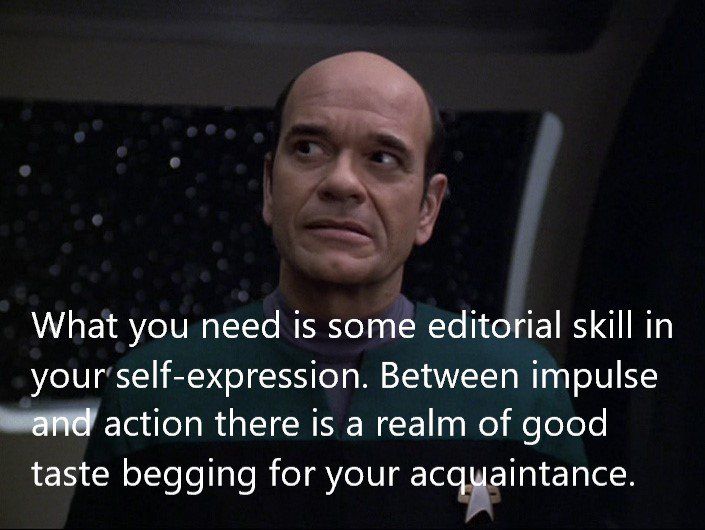 What you need is some editorial skill in
your self-expression. Between impulse
and action there is a realm of good
taste begging for your acquaintance.